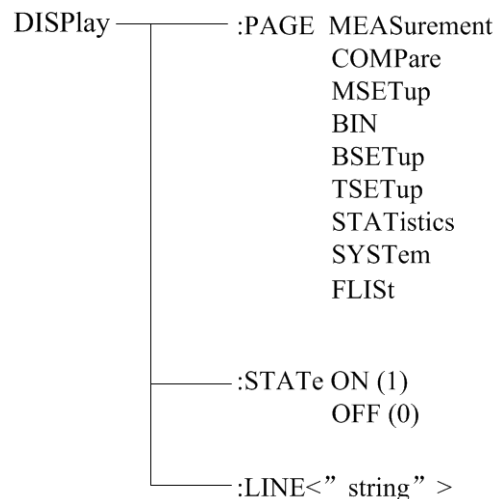 DISPlay :PAGE MEASurement
COMPare
MSETup
BIN
BSETup
TSETup
STATistics
SYSTem
FLISt
:STATe ON (1)
OFF (0)
:LINE<” string” >